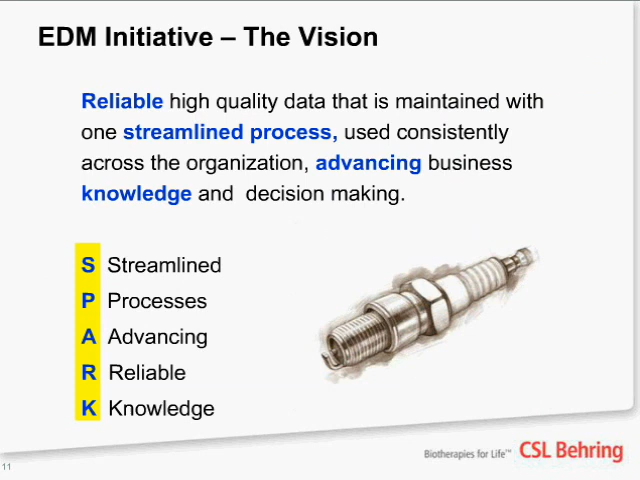 EDM Initiative – The Vision
Reliable high quality data that is maintained with
one streamlined process, used consistently
across the organization, advancing business
knowledge and decision making.
S Streamlined
P Processes
A Advancing
R Reliable
K Knowledge
Biotherapies for Life™ CSL Behring
11